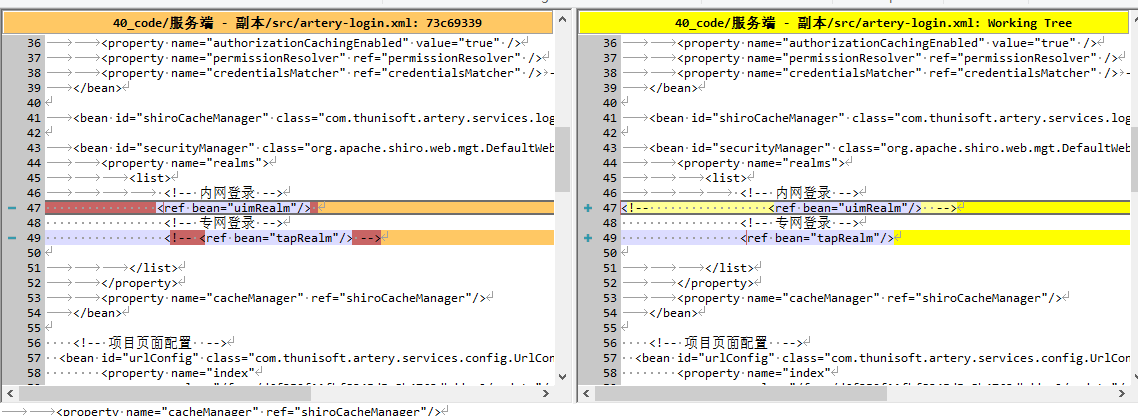 40_code/服务端 - 副本/src/artery-login.xml: 73c69339
36 <property name="authorizationCachingEnabled" value="true" />
37 <property name="permissionResolver" ref="permissionResolver" />
38 <property name="credentialsMatcher" ref="credentialsMatcher" />
39 </bean>
40
41 <bean id="shiroCacheManager" class="com.thunisoft.artery.services.log
42
43 <bean id="securityManager" class="org.apache.shiro.web.mgt.DefaultWeb
44 <property name="realms">
45 <list>
46 <!-- 内网登录 -->
47 <ref bean="uimRealm"/>
48 <!-- 专网登录 -->
49 <!-- <ref bean="tapRealm"/> -->
50
51 </list>
52 </property>
53 <property name="cacheManager" ref="shiroCacheManager"/>
54 </bean>
55
56 <!-- 项目页面配置 -->
57 <bean id="urlConfig" class="com.thunisoft.artery.services.config.UrlCon
58 <property name="index"
40_code/服务端 - 副本/src/artery-login.xml: Working Tree
36 <property name="authorizationCachingEnabled" value="true" />
37 <property name="permissionResolver" ref="permissionResolver" />
38 <property name="credentialsMatcher" ref="credentialsMatcher" />
39 </bean>
40
41 <bean id="shiroCacheManager" class="com.thunisoft.artery.services.log
42
43 <bean id="securityManager" class="org.apache.shiro.web.mgt.DefaultWeb
44 <property name="realms">
45 <list>
46 <!-- 内网登录 -->
47 <!-- <ref bean="uimRealm"/> -->
48 <!-- 专网登录 -->
49 <ref bean="tapRealm"/>
50
51 </list>
52 </property>
53 <property name="cacheManager" ref="shiroCacheManager"/>
54 </bean>
55
56 <!-- 项目页面配置 -->
57 <bean id="urlConfig" class="com.thunisoft.artery.services.config.UrlCon
58 <property name="index"
<property name="cacheManager" ref="shiroCacheManager"/>